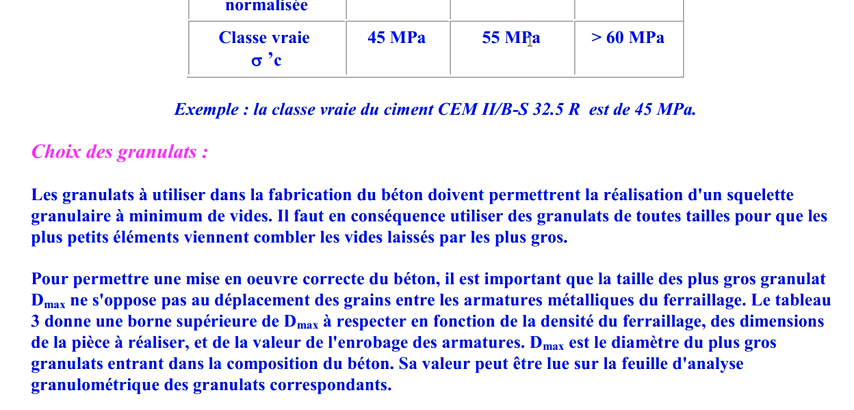 normalisée
Classe vraie 45 MPa 55 MPa > 60 MPa
σ ’c
Exemple : la classe vraie du ciment CEM II/B-S 32.5 R est de 45 MPa.
Choix des granulats :
Les granulats à utiliser dans la fabrication du béton doivent permettrent la réalisation d'un squelette
granulaire à minimum de vides. Il faut en conséquence utiliser des granulats de toutes tailles pour que les
plus petits éléments viennent combler les vides laissés par les plus gros.
Pour permettre une mise en oeuvre correcte du béton, il est important que la taille des plus gros granulat
Dmax ne s'oppose pas au déplacement des grains entre les armatures métalliques du ferraillage. Le tableau
3 donne une borne supérieure de Dmax à respecter en fonction de la densité du ferraillage, des dimensions
de la pièce à réaliser, et de la valeur de l'enrobage des armatures. Dmax est le diamètre du plus gros
granulats entrant dans la composition du béton. Sa valeur peut être lue sur la feuille d'analyse
granulométrique des granulats correspondants.